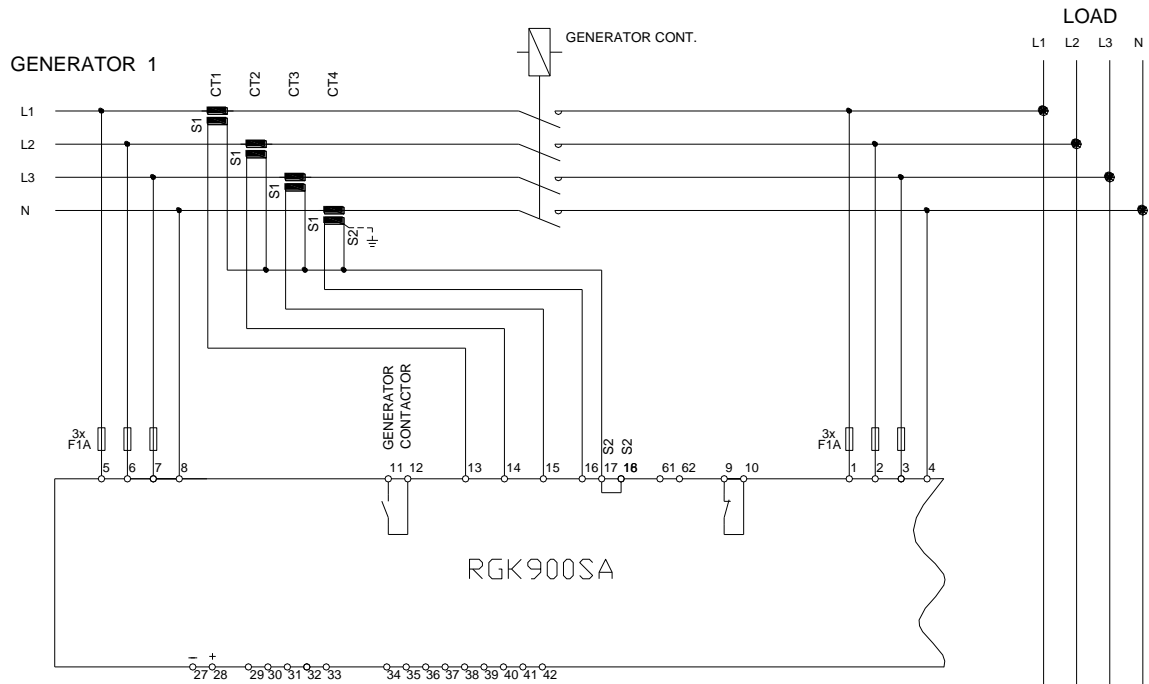 LOAD
GENERATOR CONT.
L1 L2 L3 N
GENERATOR 1
CT1
CT2
CT3
CT4
L1
S1
L2
S1
L3
S1
N
S1
S2
GENERATOR
CONTACTOR
3x
F1A
S2
S2
3x
F1A
5 6 7 8 11 12 13 14 15 16 17 18 61 62 9 10 1 2 3 4
RGK900SA
- +
27 28 29 30 31 32 33 34 35 36 37 38 39 40 41 42